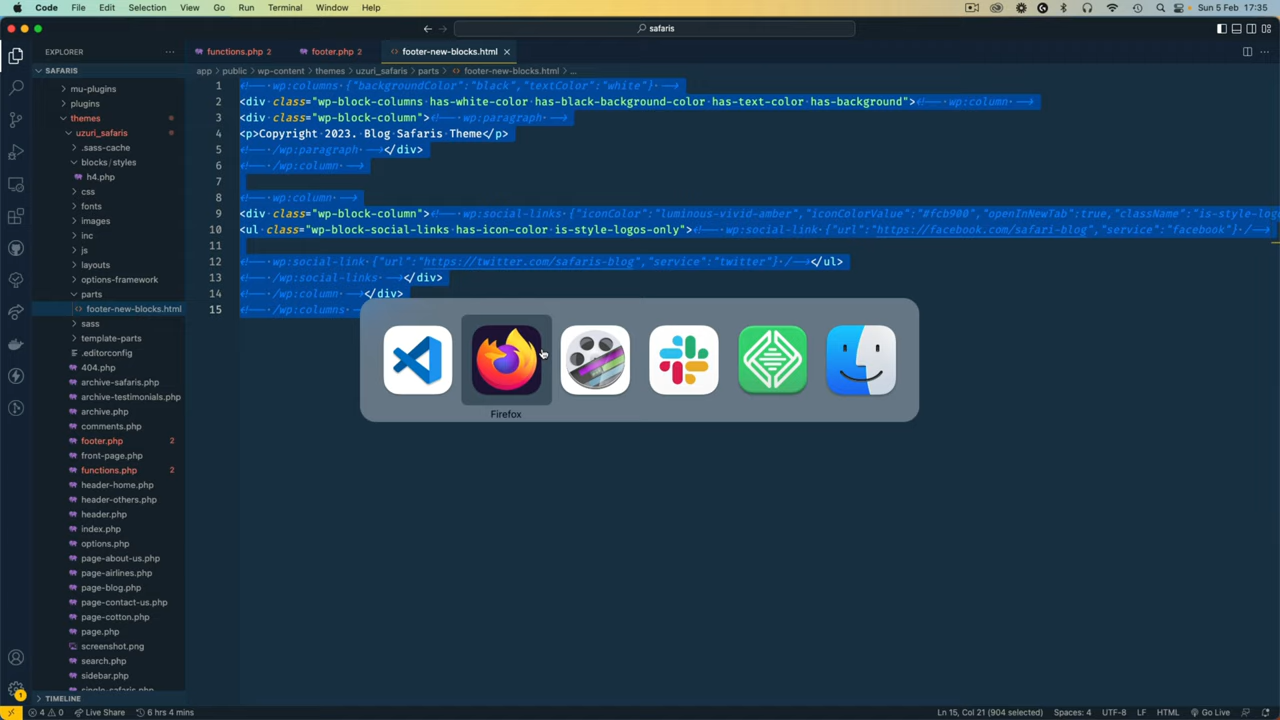 Code File Edit Selection View Go Run Terminal Window Help
Sun 5 Feb 17:35
safaris
EXPLORER
functions.php 2
footer.php 2
footer-new-blocks.html
SAFARIS
app > public > wp-content > themes > uzuri_safaris > parts > footer-new-blocks.html > ...
mu-plugins
plugins
themes
uzuri_safaris
.sass-cache
blocks / styles
h4.php
css
fonts
images
inc
js
layouts
options-framework
parts
footer-new-blocks.html
sass
template-parts
.editorconfig
404.php
archive-safaris.php
archive-testimonials.php
archive.php
comments.php
footer.php 2
front-page.php
functions.php 2
header-home.php
header-others.php
header.php
index.php
options.php
page-about-us.php
page-airlines.php
page-blog.php
page-contact-us.php
page-cotton.php
page.php
screenshot.png
search.php
sidebar.php
single-safaris.php
TIMELINE
1 <!-- wp:columns {"backgroundColor":"black","textColor":"white"} -->
2 <div class="wp-block-columns has-white-color has-black-background-color has-text-color has-background"><!-- wp:column -->
3 <div class="wp-block-column"><!-- wp:paragraph -->
4 <p>Copyright 2023. Blog Safaris Theme</p>
5 <!-- /wp:paragraph --></div>
6 <!-- /wp:column -->
7
8 <!-- wp:column -->
9 <div class="wp-block-column"><!-- wp:social-links {"iconColor":"luminous-vivid-amber","iconColorValue":"#fcb900","openInNewTab":true,"className":"is-style-log
10 <ul class="wp-block-social-links has-icon-color is-style-logos-only"><!-- wp:social-link {"url":"https://facebook.com/safari-blog","service":"facebook"} /-->
11
12 <!-- wp:social-link {"url":"https://twitter.com/safaris-blog","service":"twitter"} /--></ul>
13 <!-- /wp:social-links --></div>
14 <!-- /wp:column --></div>
15 <!-- /wp:columns
Firefox
4 0 Live Share 6 hrs 4 mins
Ln 15, Col 21 (904 selected) Spaces: 4 UTF-8 LF HTML Go Live